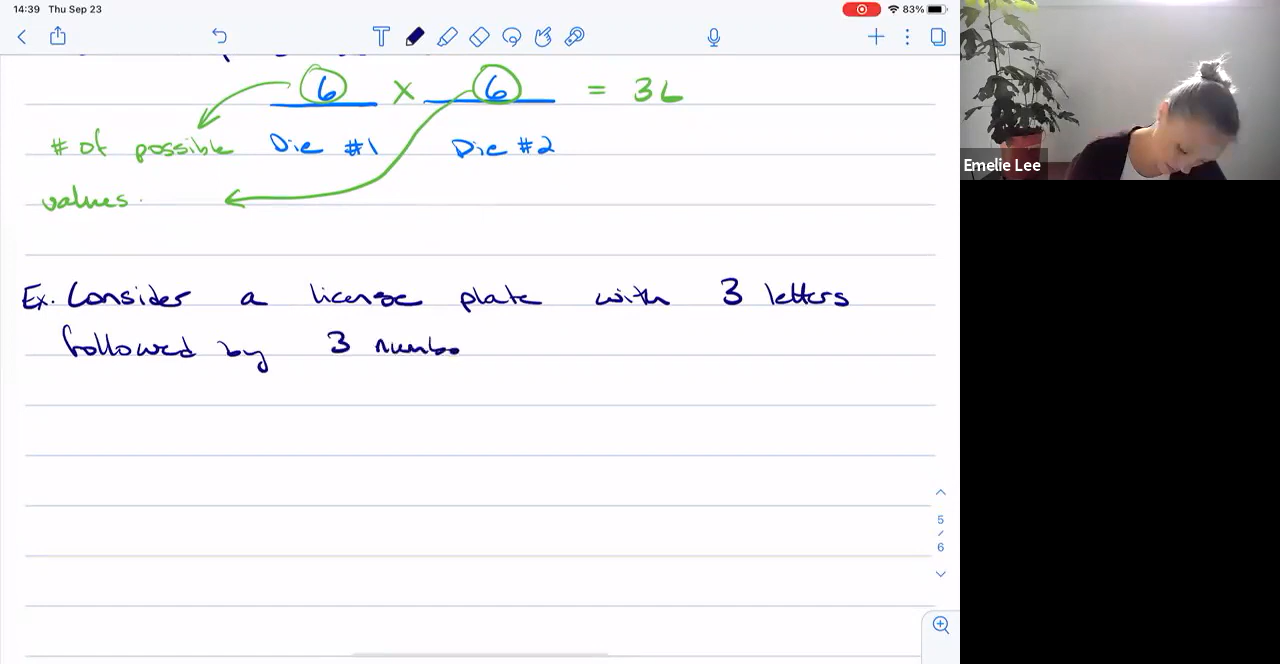 14:39 Thu Sep 23
83%
T
6 x 6 = 36
# of possible Die #1 Die #2
values.
Ex. Consider a license plate with 3 letters
followed by 3 numbe
5
/
6
Emelie Lee